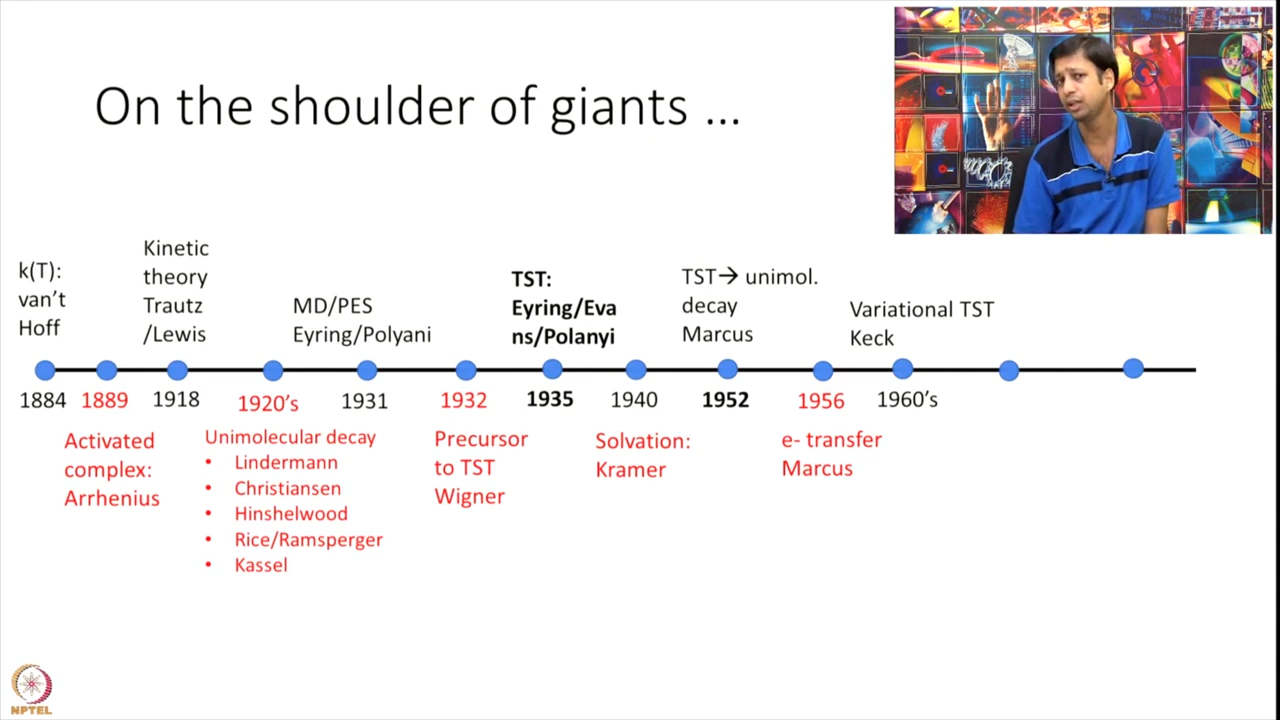 On the shoulder of giants ...
k(T):
van't
Hoff
Kinetic
theory
Trautz
/Lewis
MD/PES
Eyring/Polyani
TST:
Eyring/Eva
ns/Polanyi
TST→ unimol.
decay
Marcus
Variational TST
Keck
1884
1889
1918
1920's
1931
1932
1935
1940
1952
1956
1960's
Activated
complex:
Arrhenius
Unimolecular decay
• Lindermann
• Christiansen
• Hinshelwood
• Rice/Ramsperger
• Kassel
Precursor
to TST
Wigner
Solvation:
Kramer
e- transfer
Marcus
NPTEL